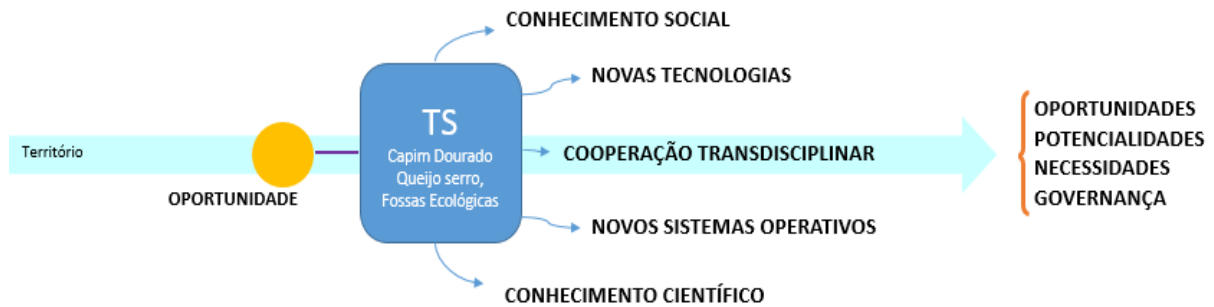 CONHECIMENTO SOCIAL
NOVAS TECNOLOGIAS
Território
OPORTUNIDADE
TS
Capim Dourado
Queijo serro,
Fossas Ecológicas
COOPERAÇÃO TRANSDISCIPLINAR
NOVOS SISTEMAS OPERATIVOS
CONHECIMENTO CIENTÍFICO
OPORTUNIDADES
POTENCIALIDADES
NECESSIDADES
GOVERNANÇA